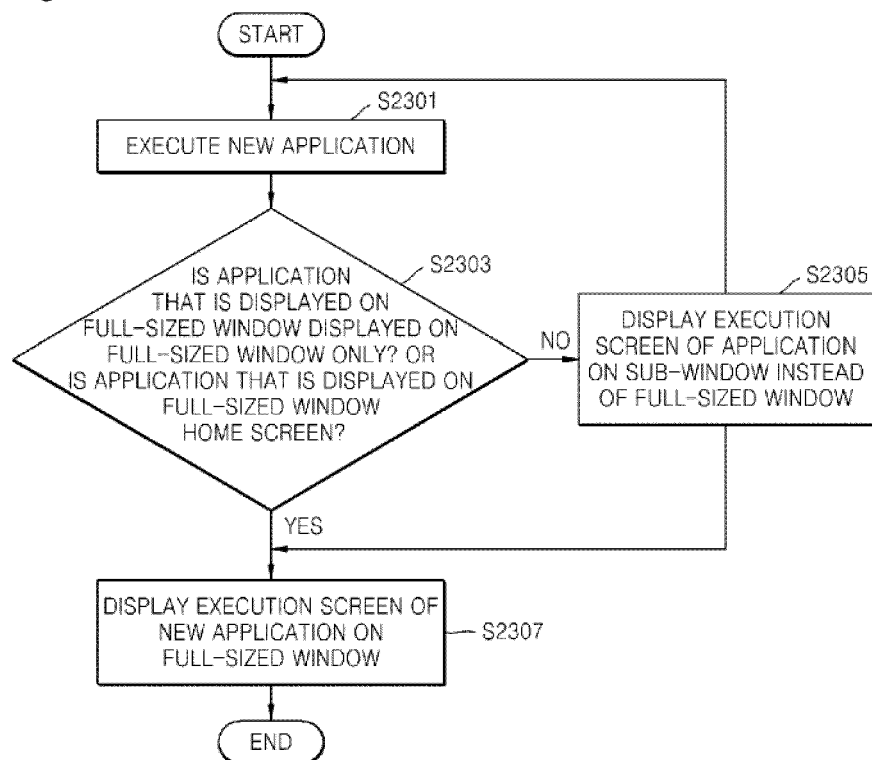 START
S2301
EXECUTE NEW APPLICATION
S2303
IS APPLICATION
THAT IS DISPLAYED ON
FULL-SIZED WINDOW DISPLAYED ON
FULL-SIZED WINDOW ONLY? OR
IS APPLICATION THAT IS DISPLAYED ON
FULL-SIZED WINDOW
HOME SCREEN?
NO
S2305
DISPLAY EXECUTION
SCREEN OF APPLICATION
ON SUB-WINDOW INSTEAD
OF FULL-SIZED WINDOW
YES
DISPLAY EXECUTION SCREEN OF
NEW APPLICATION ON
FULL-SIZED WINDOW
S2307
END